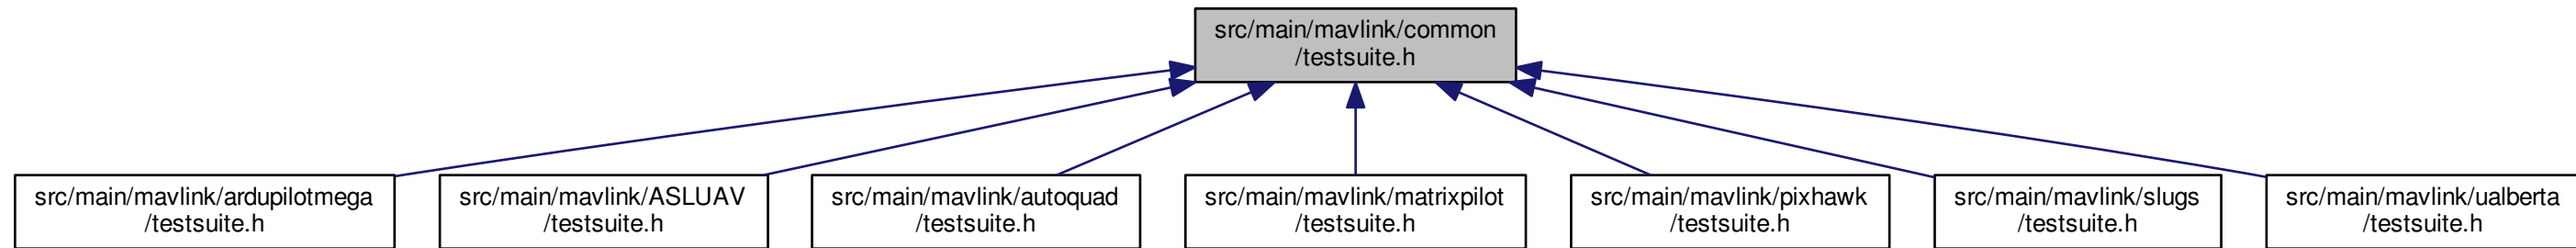 src/main/mavlink/common
/testsuite.h
src/main/mavlink/ardupilotmega
/testsuite.h
src/main/mavlink/ASLUAV
/testsuite.h
src/main/mavlink/autoquad
/testsuite.h
src/main/mavlink/matrixpilot
/testsuite.h
src/main/mavlink/pixhawk
/testsuite.h
src/main/mavlink/slugs
/testsuite.h
src/main/mavlink/ualberta
/testsuite.h